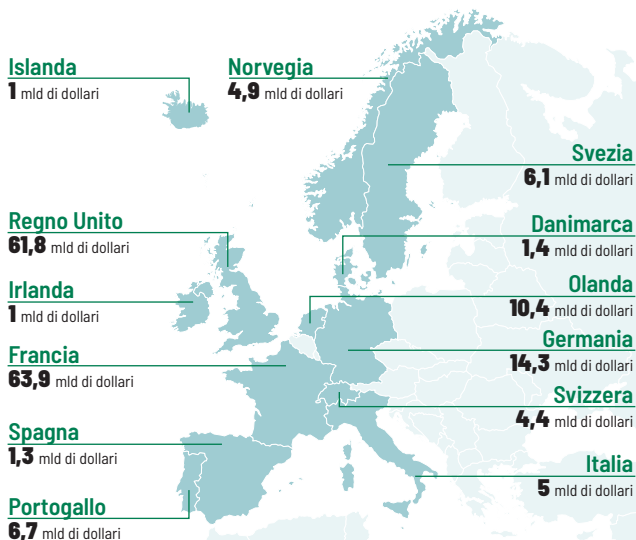 Islanda
1 mld di dollari
Norvegia
4,9 mld di dollari
Svezia
6,1 mld di dollari
Regno Unito
61,8 mld di dollari
Danimarca
1,4 mld di dollari
Irlanda
1 mld di dollari
Olanda
10,4 mld di dollari
Francia
63,9 mld di dollari
Germania
14,3 mld di dollari
Svizzera
4,4 mld di dollari
Spagna
1,3 mld di dollari
Italia
5 mld di dollari
Portogallo
6,7 mld di dollari